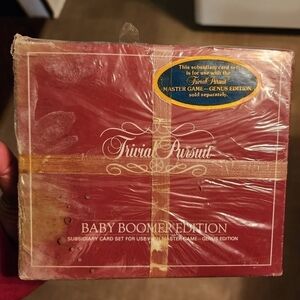 This subsidiary card set
is for use with the
Trivial Pursuit
MASTER GAME—GENUS EDITION
sold separately.
Trivial Pursuit
BABY BOOMER EDITION
SUBSIDIARY CARD SET FOR USE WITH MASTER GAME—GENUS EDITION